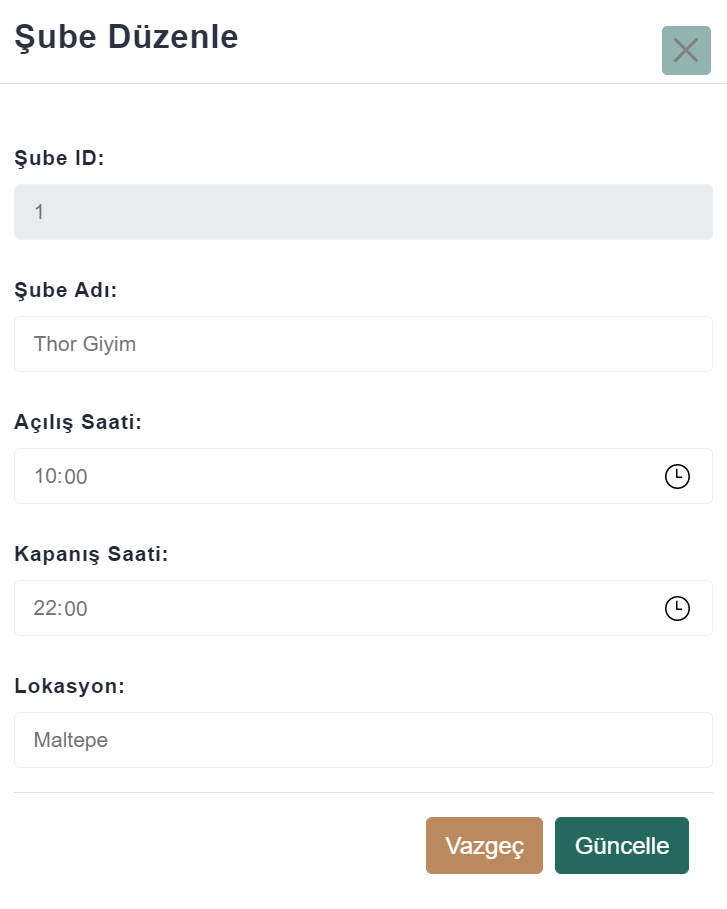 Şube Düzenle
Şube ID:
1
Şube Adı:
Thor Giyim
Açılış Saati:
10:00
Kapanış Saati:
22:00
Lokasyon:
Maltepe
Vazgeç Güncelle